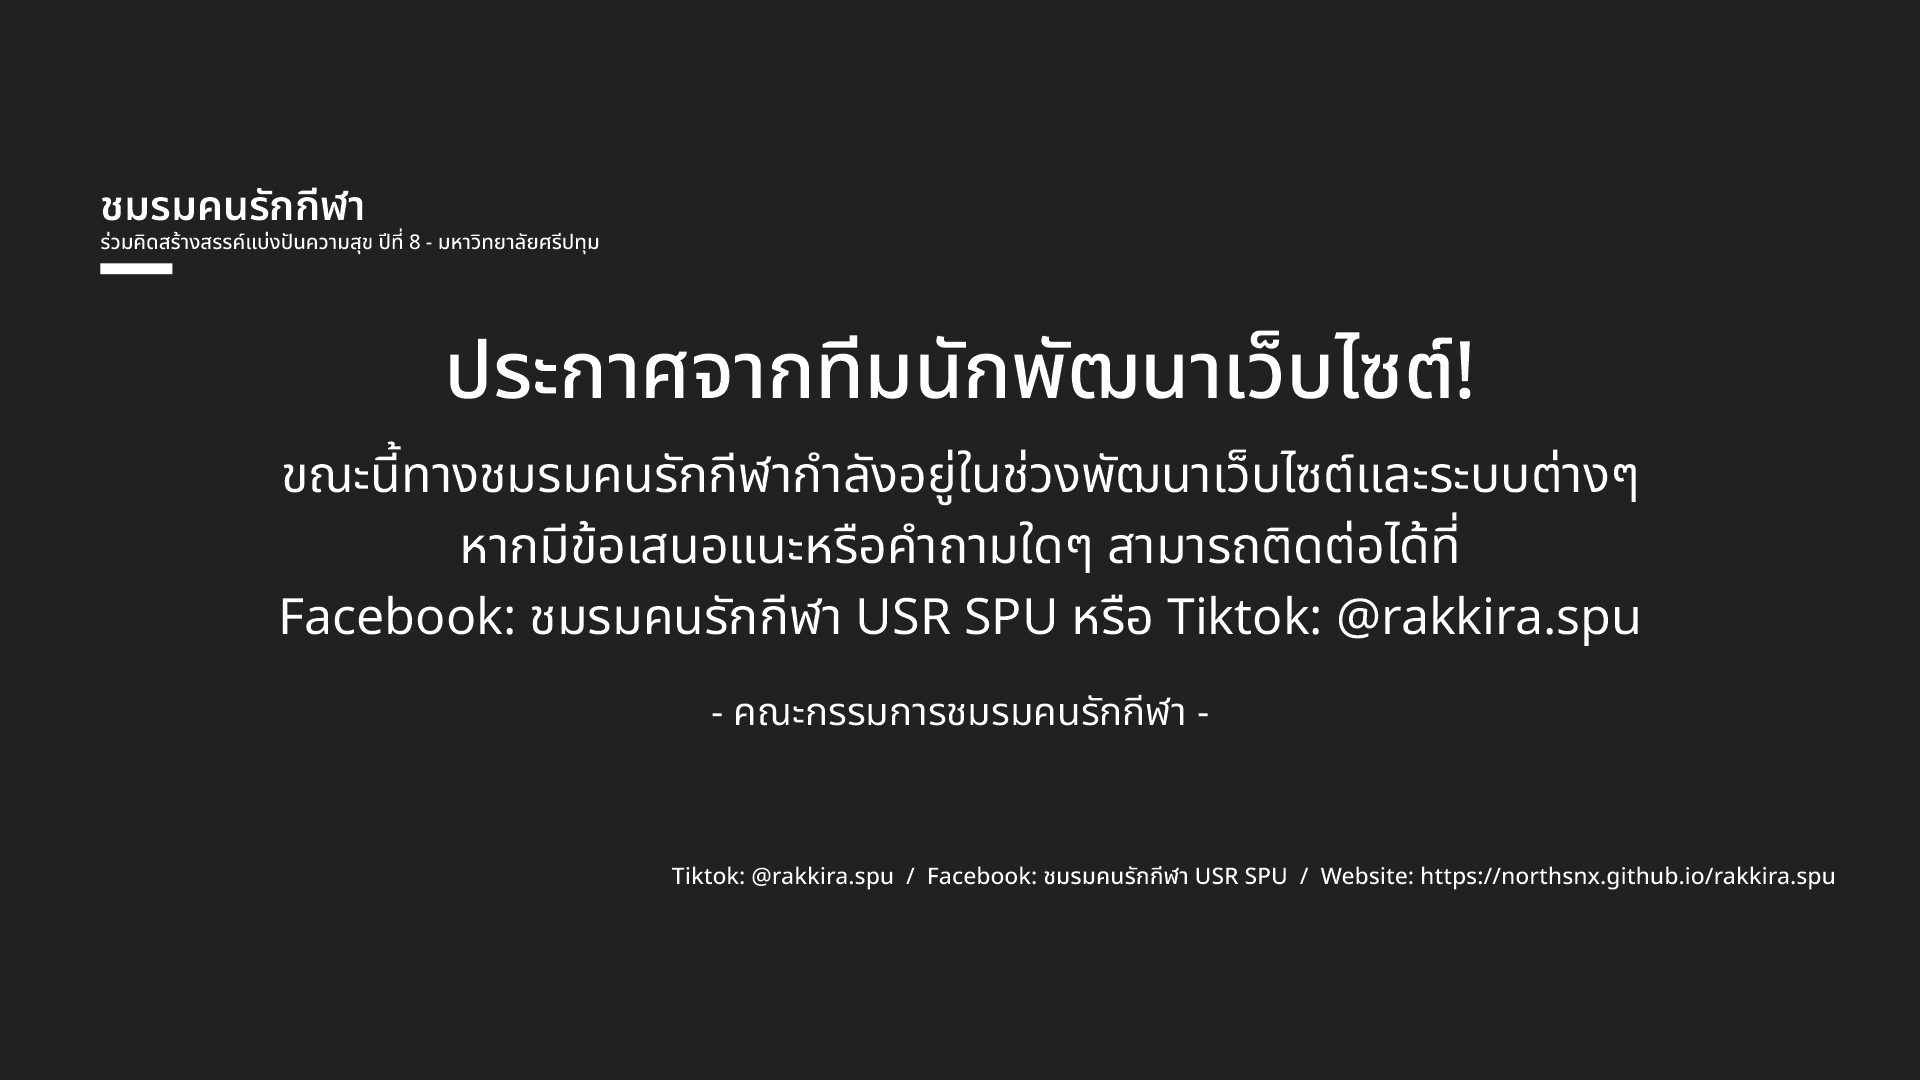 ชมรมคนรักกีฬา
ร่วมคิดสร้างสรรค์แบ่งปันความสุข ปีที่ 8 - มหาวิทยาลัยศรีปทุม
ประกาศจากทีมนักพัฒนาเว็บไซต์!
ขณะนี้ทางชมรมคนรักกีฬากำลังอยู่ในช่วงพัฒนาเว็บไซต์และระบบต่างๆ
หากมีข้อเสนอแนะหรือคำถามใดๆ สามารถติดต่อได้ที่
Facebook: ชมรมคนรักกีฬา USR SPU หรือ Tiktok: @rakkira.spu
- คณะกรรมการชมรมคนรักกีฬา -
Tiktok: @rakkira.spu / Facebook: ชมรมคนรักกีฬา USR SPU / Website: https://northsnx.github.io/rakkira.spu